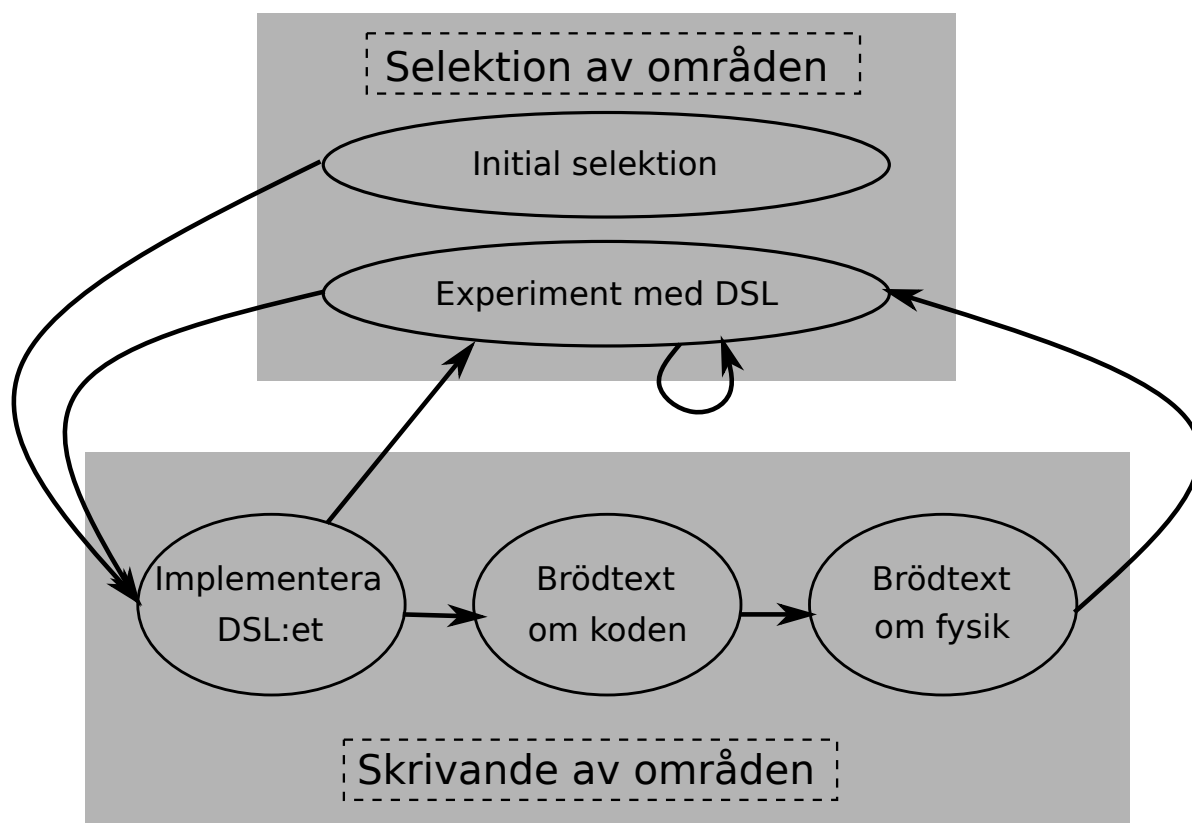 Selektion av områden
Initial selektion
Experiment med DSL
Implementera
DSL:et
Brödtext
om koden
Brödtext
om fysik
Skrivande av områden